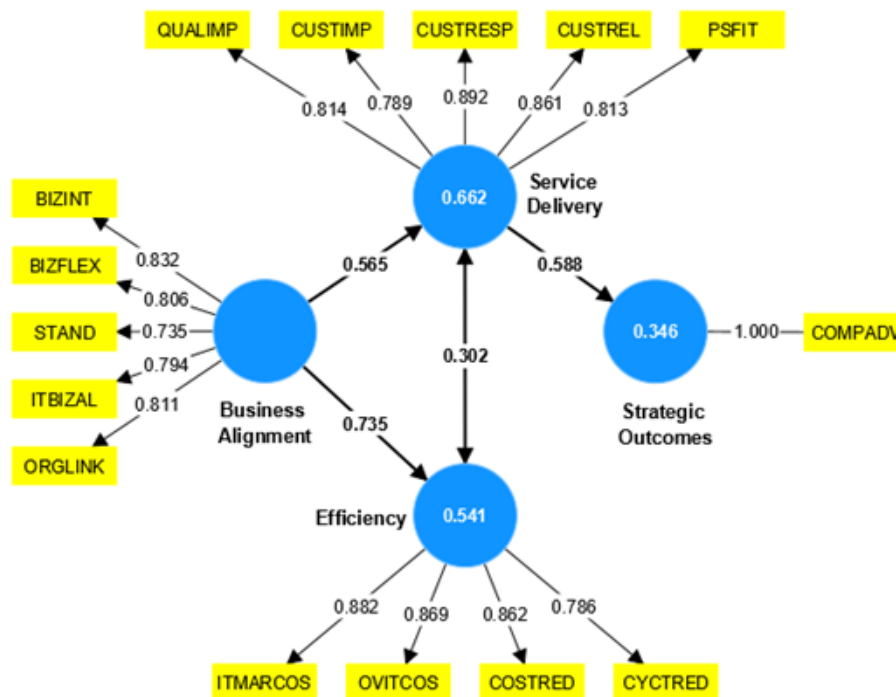 QUALIMP CUSTIMP CUSTRESP CUSTREL PSFIT
0.814 0.789 0.892 0.861 0.813
BIZINT
BIZFLEX
STAND
ITBIZAL
ORGLINK
0.832
0.806
0.735
0.794
0.811
0.662
Service
Delivery
0.565
0.588
0.302
0.346
1.000
COMPADV
Business
Alignment
0.735
Strategic
Outcomes
Efficiency
0.541
0.882 0.869 0.862 0.786
ITMARCOS OVITCOS COSTRED CYCTRED